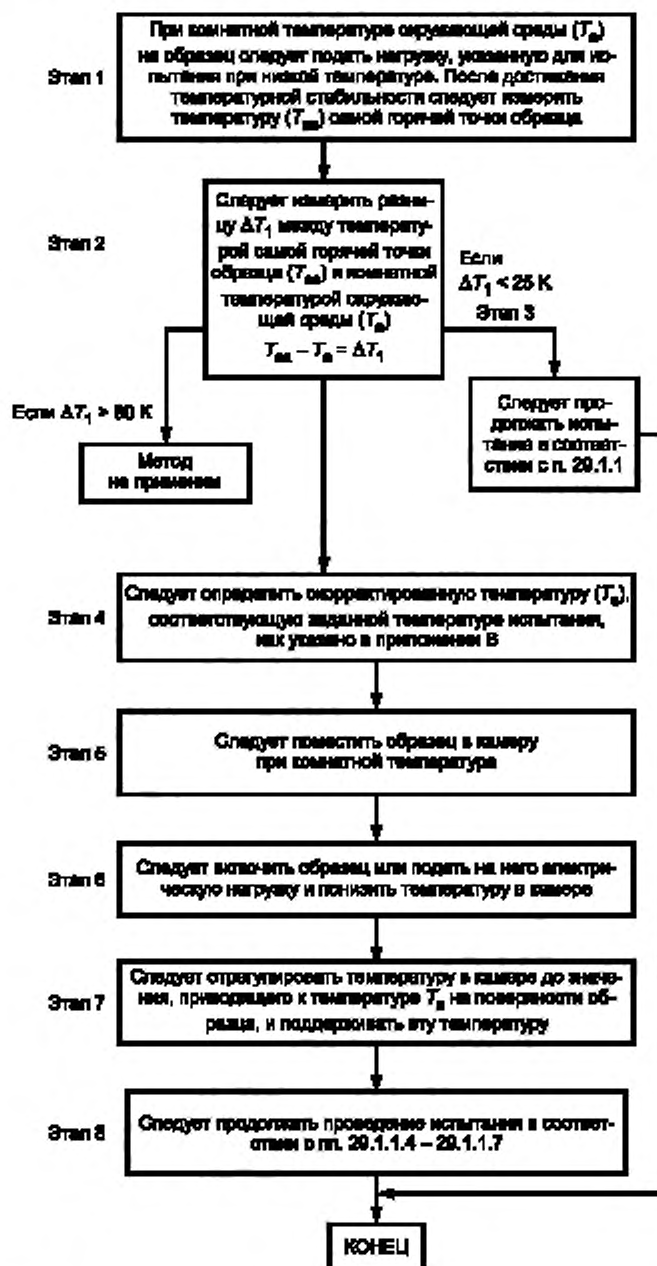 Этап 1
При комнатной температуре окружающей среды (Tа)
на образец следует подать нагрузку, указанную для ис-
пытания при низкой температуре. После достижения
температурной стабильности следует измерить
температуру (Tаа) самой горячей точки образца
Этап 2
Следует измерить разни-
цу ΔT1 между температу-
рой самой горячей точки
образца (Tаа) и комнатной
температурой окружаю-
щей среды (Tа)
Tаа – Tа = ΔT1
Если
ΔT1 < 25 K
Этап 3
Если ΔT1 > 80 K
Метод
не применим
Следует про-
должать испы-
тание в соответ-
ствии с п. 29.1.1
Этап 4
Следует определить скорректированную температуру
соответствующую заданной температуре испытания,
как указано в приложении В
Этап 5
Следует поместить образец в камеру
при комнатной температура
Этап 6
Следует включить образец или подать на него электри-
ческую нагрузку и понизить температуру в камере
Этап 7
Следует отрегулировать температуру в камере до значе-
ния, приводящего к температуре на поверхности об-
разца, и поддерживать эту температуру
Этап 8
Следует продолжать проведение испытания в соответ-
ствии с пп. 29.1.1.4 – 29.1.1.7
КОНЕЦ